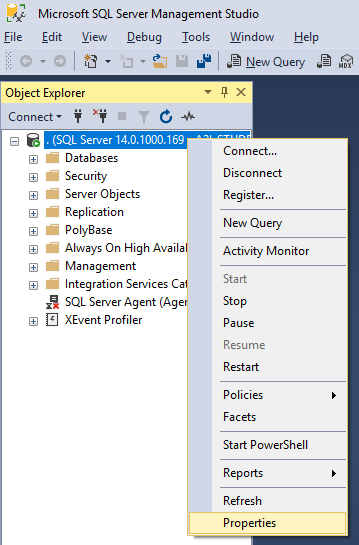 Microsoft SQL Server Management Studio
File Edit View Debug Tools Window Help
New Query MDX
Object Explorer
Connect
. (SQL Server 14.0.1000.169
Databases
Security
Server Objects
Replication
PolyBase
Always On High Availa
Management
Integration Services Cat
SQL Server Agent (Agen
XEvent Profiler
Connect...
Disconnect
Register...
New Query
Activity Monitor
Start
Stop
Pause
Resume
Restart
Policies
Facets
Start PowerShell
Reports
Refresh
Properties